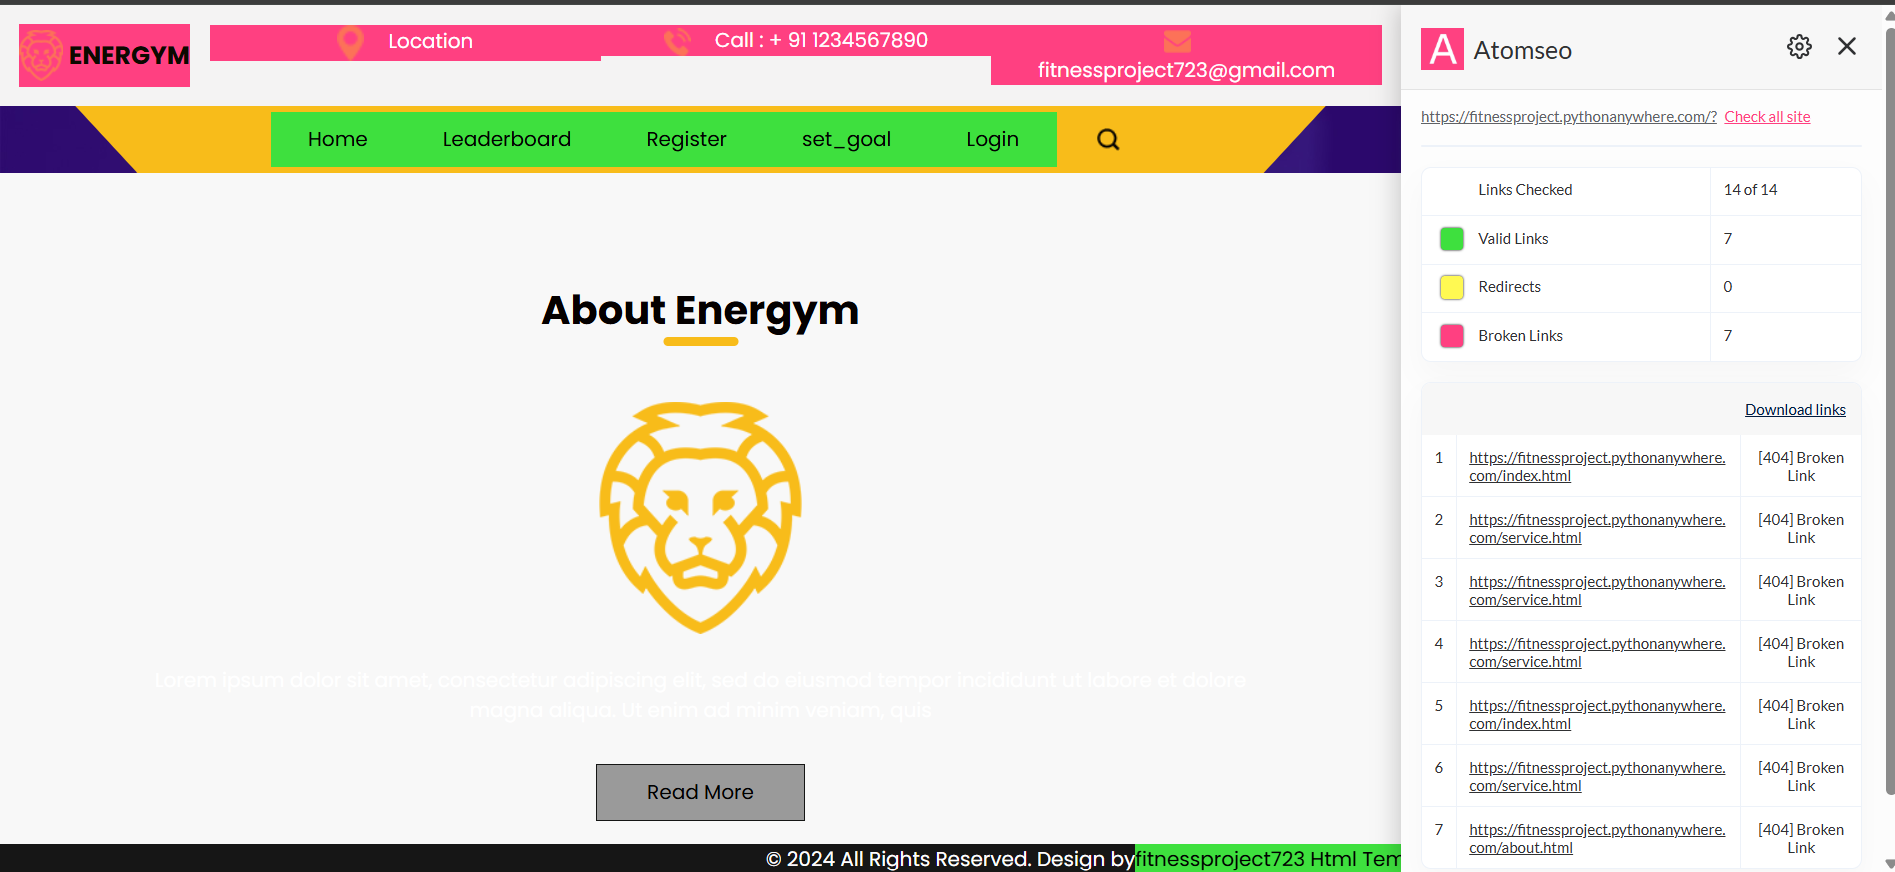 ENERGYM
Location
Call : + 91 1234567890
fitnessproject723@gmail.com
Home
Leaderboard
Register
set_goal
Login
About Energym
Lorem ipsum dolor sit amet, consectetur adipiscing elit, sed do eiusmod tempor incididunt ut labore et dolore
magna aliqua. Ut enim ad minim veniam, quis
Read More
© 2024 All Rights Reserved. Design byfitnessproject723 Html Tem
A Atomseo
https://fitnessproject.pythonanywhere.com/? Check all site
Links Checked 14 of 14
Valid Links 7
Redirects 0
Broken Links 7
Download links
1 https://fitnessproject.pythonanywhere. [404] Broken
com/index.html Link
2 https://fitnessproject.pythonanywhere. [404] Broken
com/service.html Link
3 https://fitnessproject.pythonanywhere. [404] Broken
com/service.html Link
4 https://fitnessproject.pythonanywhere. [404] Broken
com/service.html Link
5 https://fitnessproject.pythonanywhere. [404] Broken
com/index.html Link
6 https://fitnessproject.pythonanywhere. [404] Broken
com/service.html Link
7 https://fitnessproject.pythonanywhere. [404] Broken
com/about.html Link